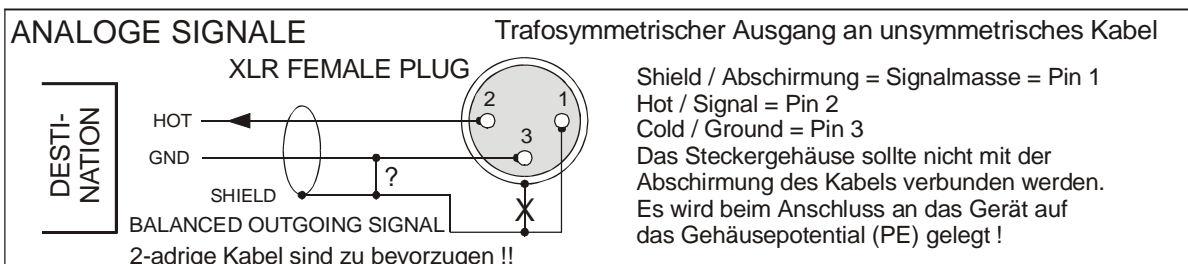 ANALOGE SIGNALE
Trafosymmetrischer Ausgang an unsymmetrisches Kabel
XLR FEMALE PLUG
DESTI-
NATION
HOT
GND
SHIELD
?
2
1
3
X
BALANCED OUTGOING SIGNAL
2-adrige Kabel sind zu bevorzugen !!
Shield / Abschirmung = Signalmasse = Pin 1
Hot / Signal = Pin 2
Cold / Ground = Pin 3
Das Steckergehäuse sollte nicht mit der
Abschirmung des Kabels verbunden werden.
Es wird beim Anschluss an das Gerät auf
das Gehäusepotential (PE) gelegt !